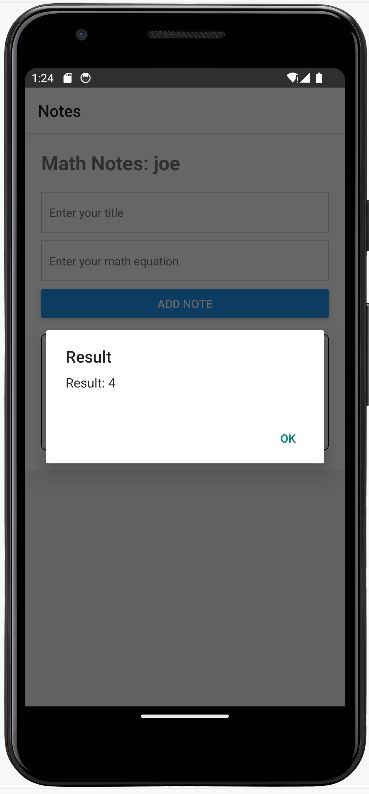 1:24
Notes
Math Notes: joe
Enter your title
Enter your math equation
ADD NOTE
Result
Result: 4
OK